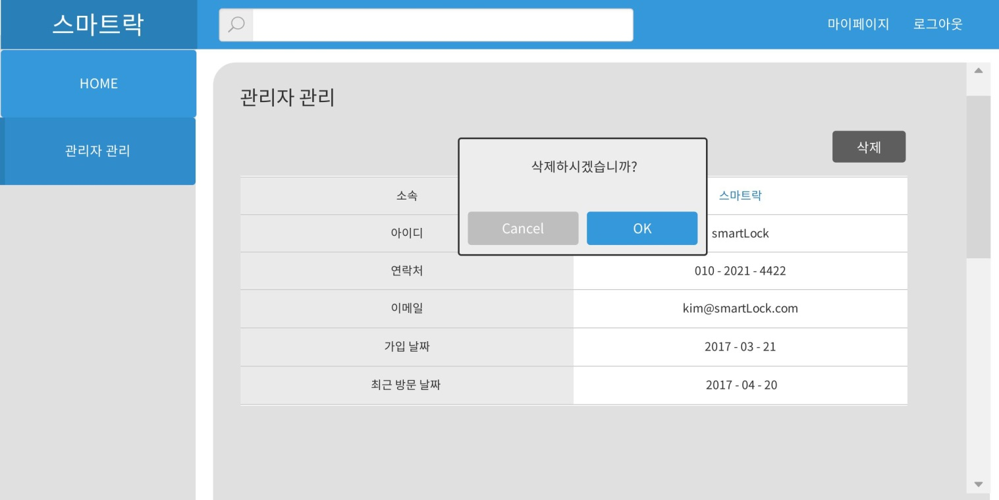 스마트락
마이페이지 로그아웃
HOME
관리자 관리
관리자 관리
삭제
삭제하시겠습니까?
Cancel OK
소속 스마트락
아이디 smartLock
연락처 010 - 2021 - 4422
이메일 kim@smartLock.com
가입 날짜 2017 - 03 - 21
최근 방문 날짜 2017 - 04 - 20